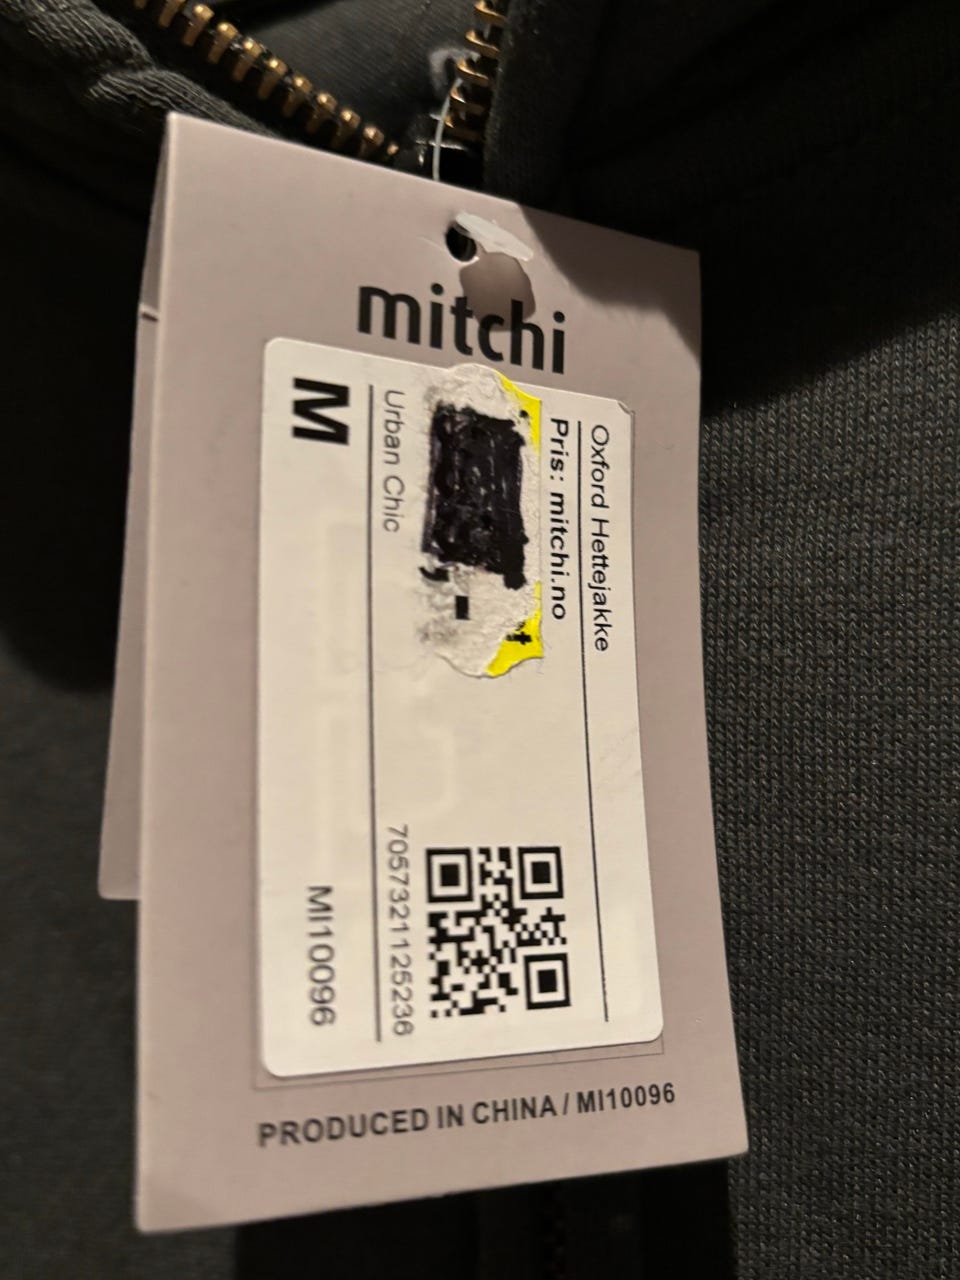 mitchi
Oxford Hettejakke
Pris: mitchi.no
Urban Chic
7057321125236
M
MI10096
PRODUCED IN CHINA / MI10096